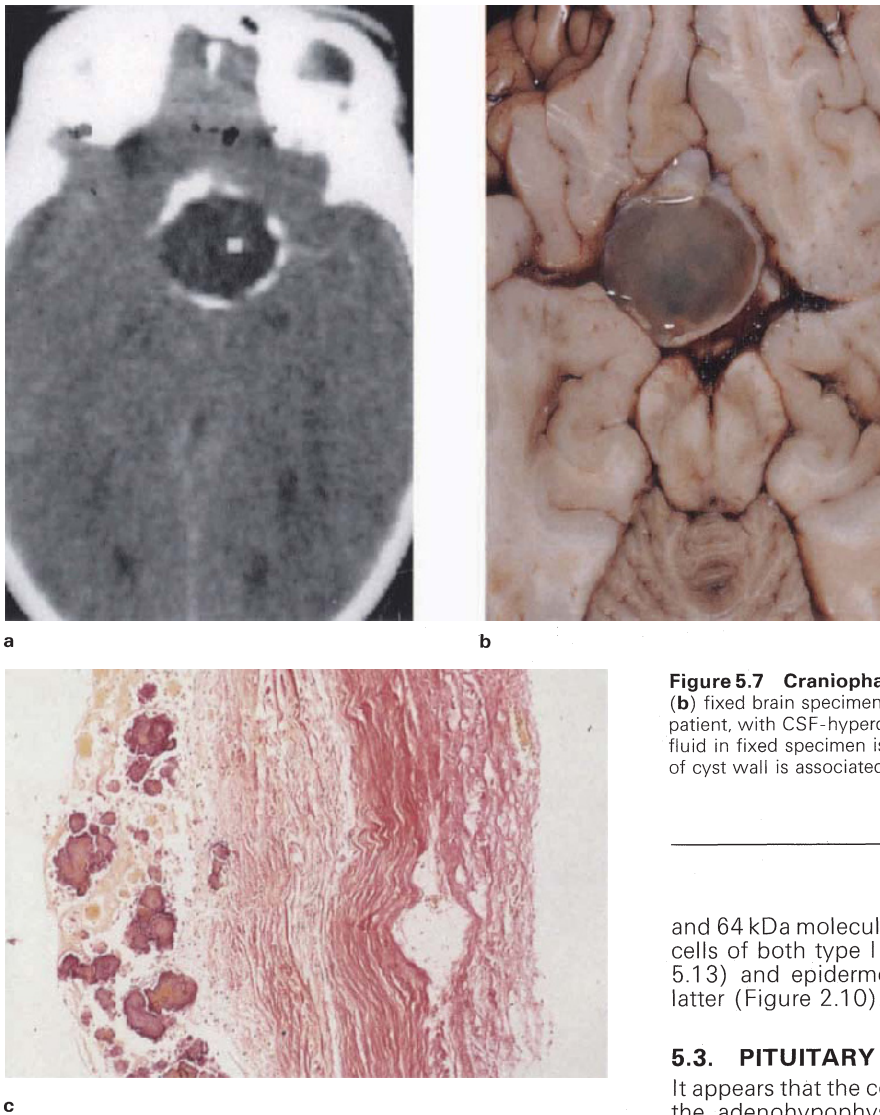 a
b
Figure 5.7 Craniopha
(b) fixed brain specimen
patient, with CSF-hyperd
fluid in fixed specimen is
of cyst wall is associated
c
and 64 kDa molecul
cells of both type I
5.13) and epiderm
latter (Figure 2.10)
5.3. PITUITARY
It appears that the c
the adenohypophys